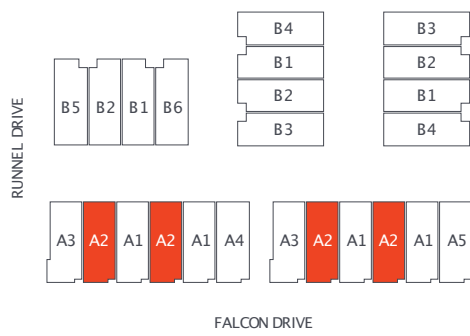 B4
B1
B2
B3
B3
B2
B1
B4
RUNNEL DRIVE
B5 B2 B1 B6
A3 A2 A1 A2 A1 A4
A3 A2 A1 A2 A1 A5
FALCON DRIVE